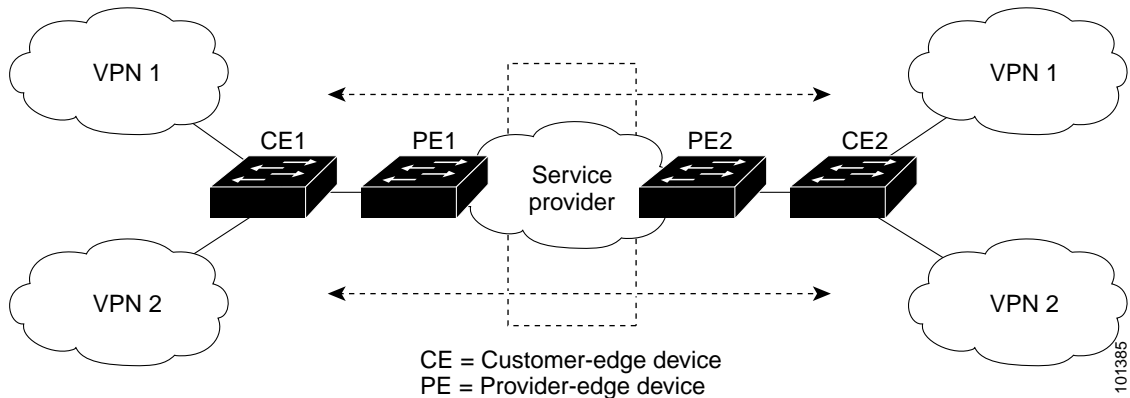 VPN 1
VPN 1
CE1
PE1
PE2
CE2
Service
provider
VPN 2
VPN 2
CE = Customer-edge device
PE = Provider-edge device
101385